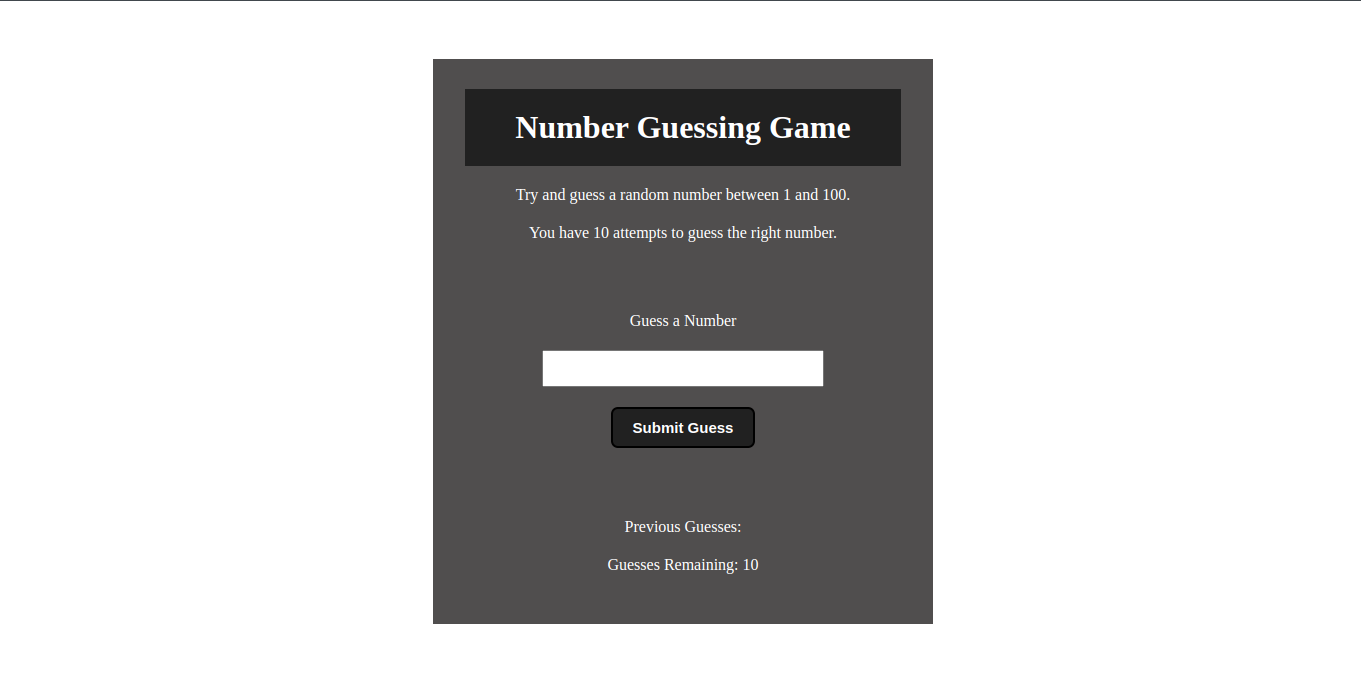 Number Guessing Game
Try and guess a random number between 1 and 100.
You have 10 attempts to guess the right number.
Guess a Number
Submit Guess
Previous Guesses:
Guesses Remaining: 10